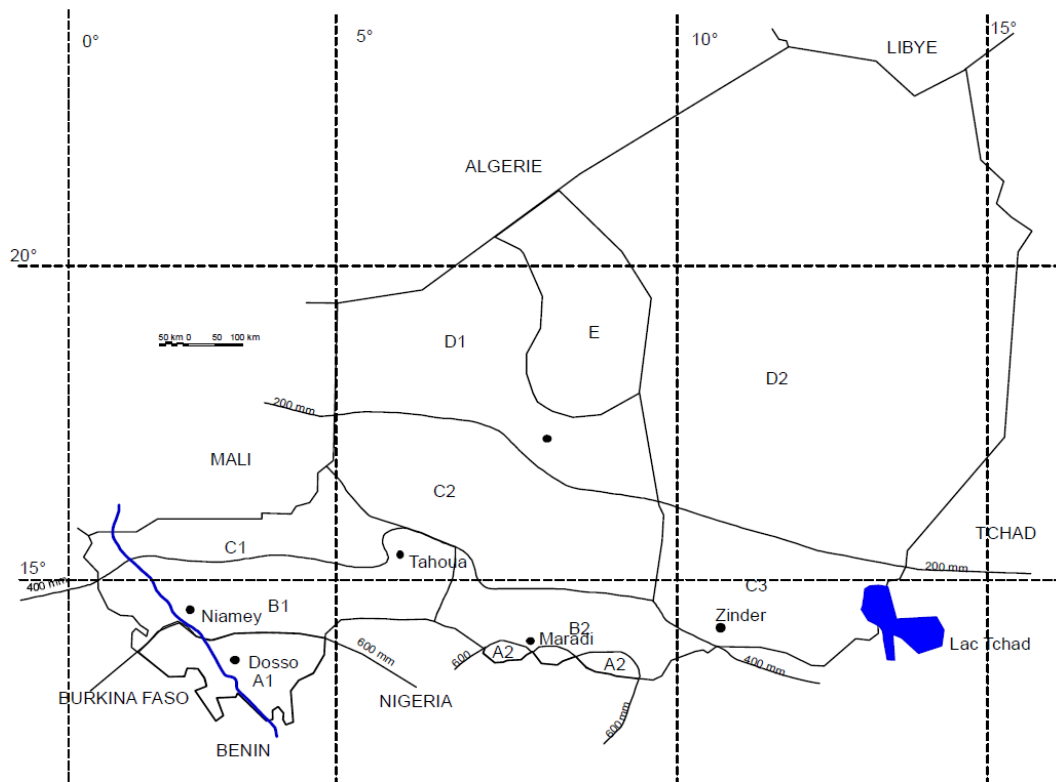 0°
5°
10°
15°
LIBYE
ALGERIE
20°
50 km 0 50 100 km
D1
E
D2
200 mm
MALI
C2
TCHAD
C1
Tahoua
200 mm
15°
400 mm
C3
B1
Niamey
B2
Zinder
Maradi
Lac Tchad
600 mm
600
A2
A2
400 mm
Dosso
A1
BURKINA FASO
NIGERIA
600 mm
BENIN